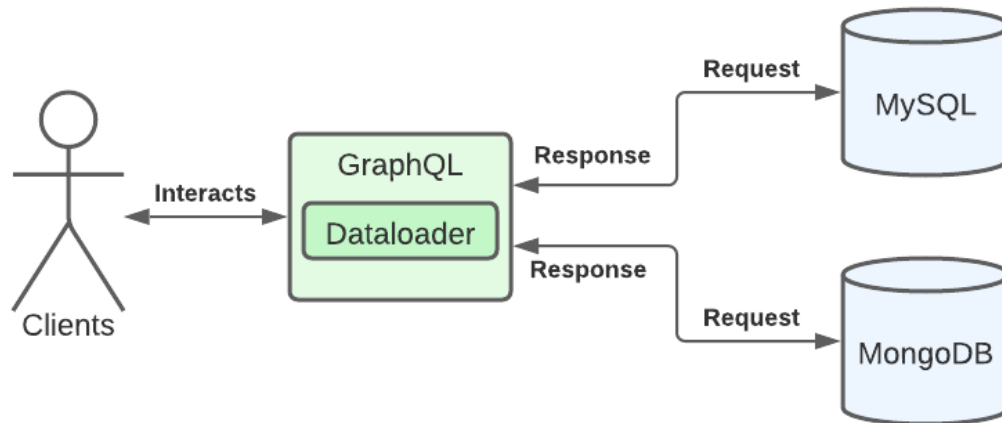 Clients
Interacts
GraphQL
Dataloader
Response
Request
MySQL
Response
Request
MongoDB